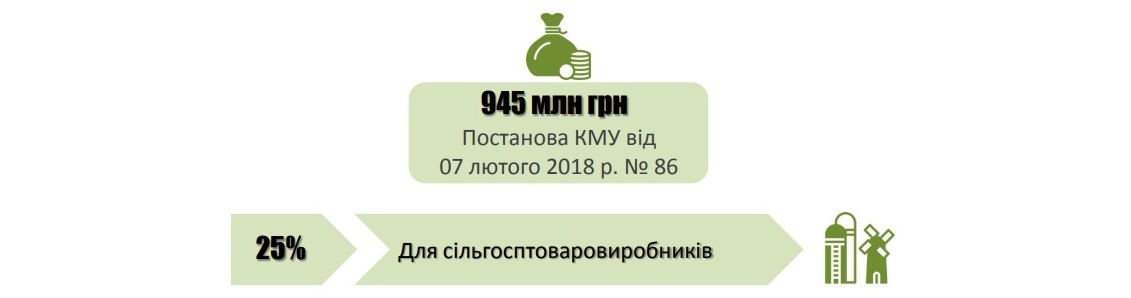 945 млн грн
Постанова КМУ від
07 лютого 2018 р. № 86
25%
Для сільгосптоваровиробників